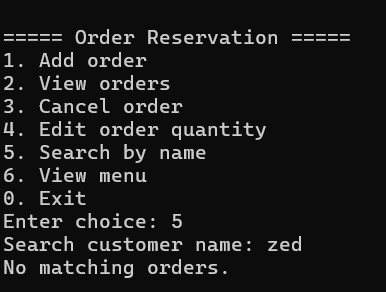 ===== Order Reservation =====
1. Add order
2. View orders
3. Cancel order
4. Edit order quantity
5. Search by name
6. View menu
0. Exit
Enter choice: 5
Search customer name: zed
No matching orders.